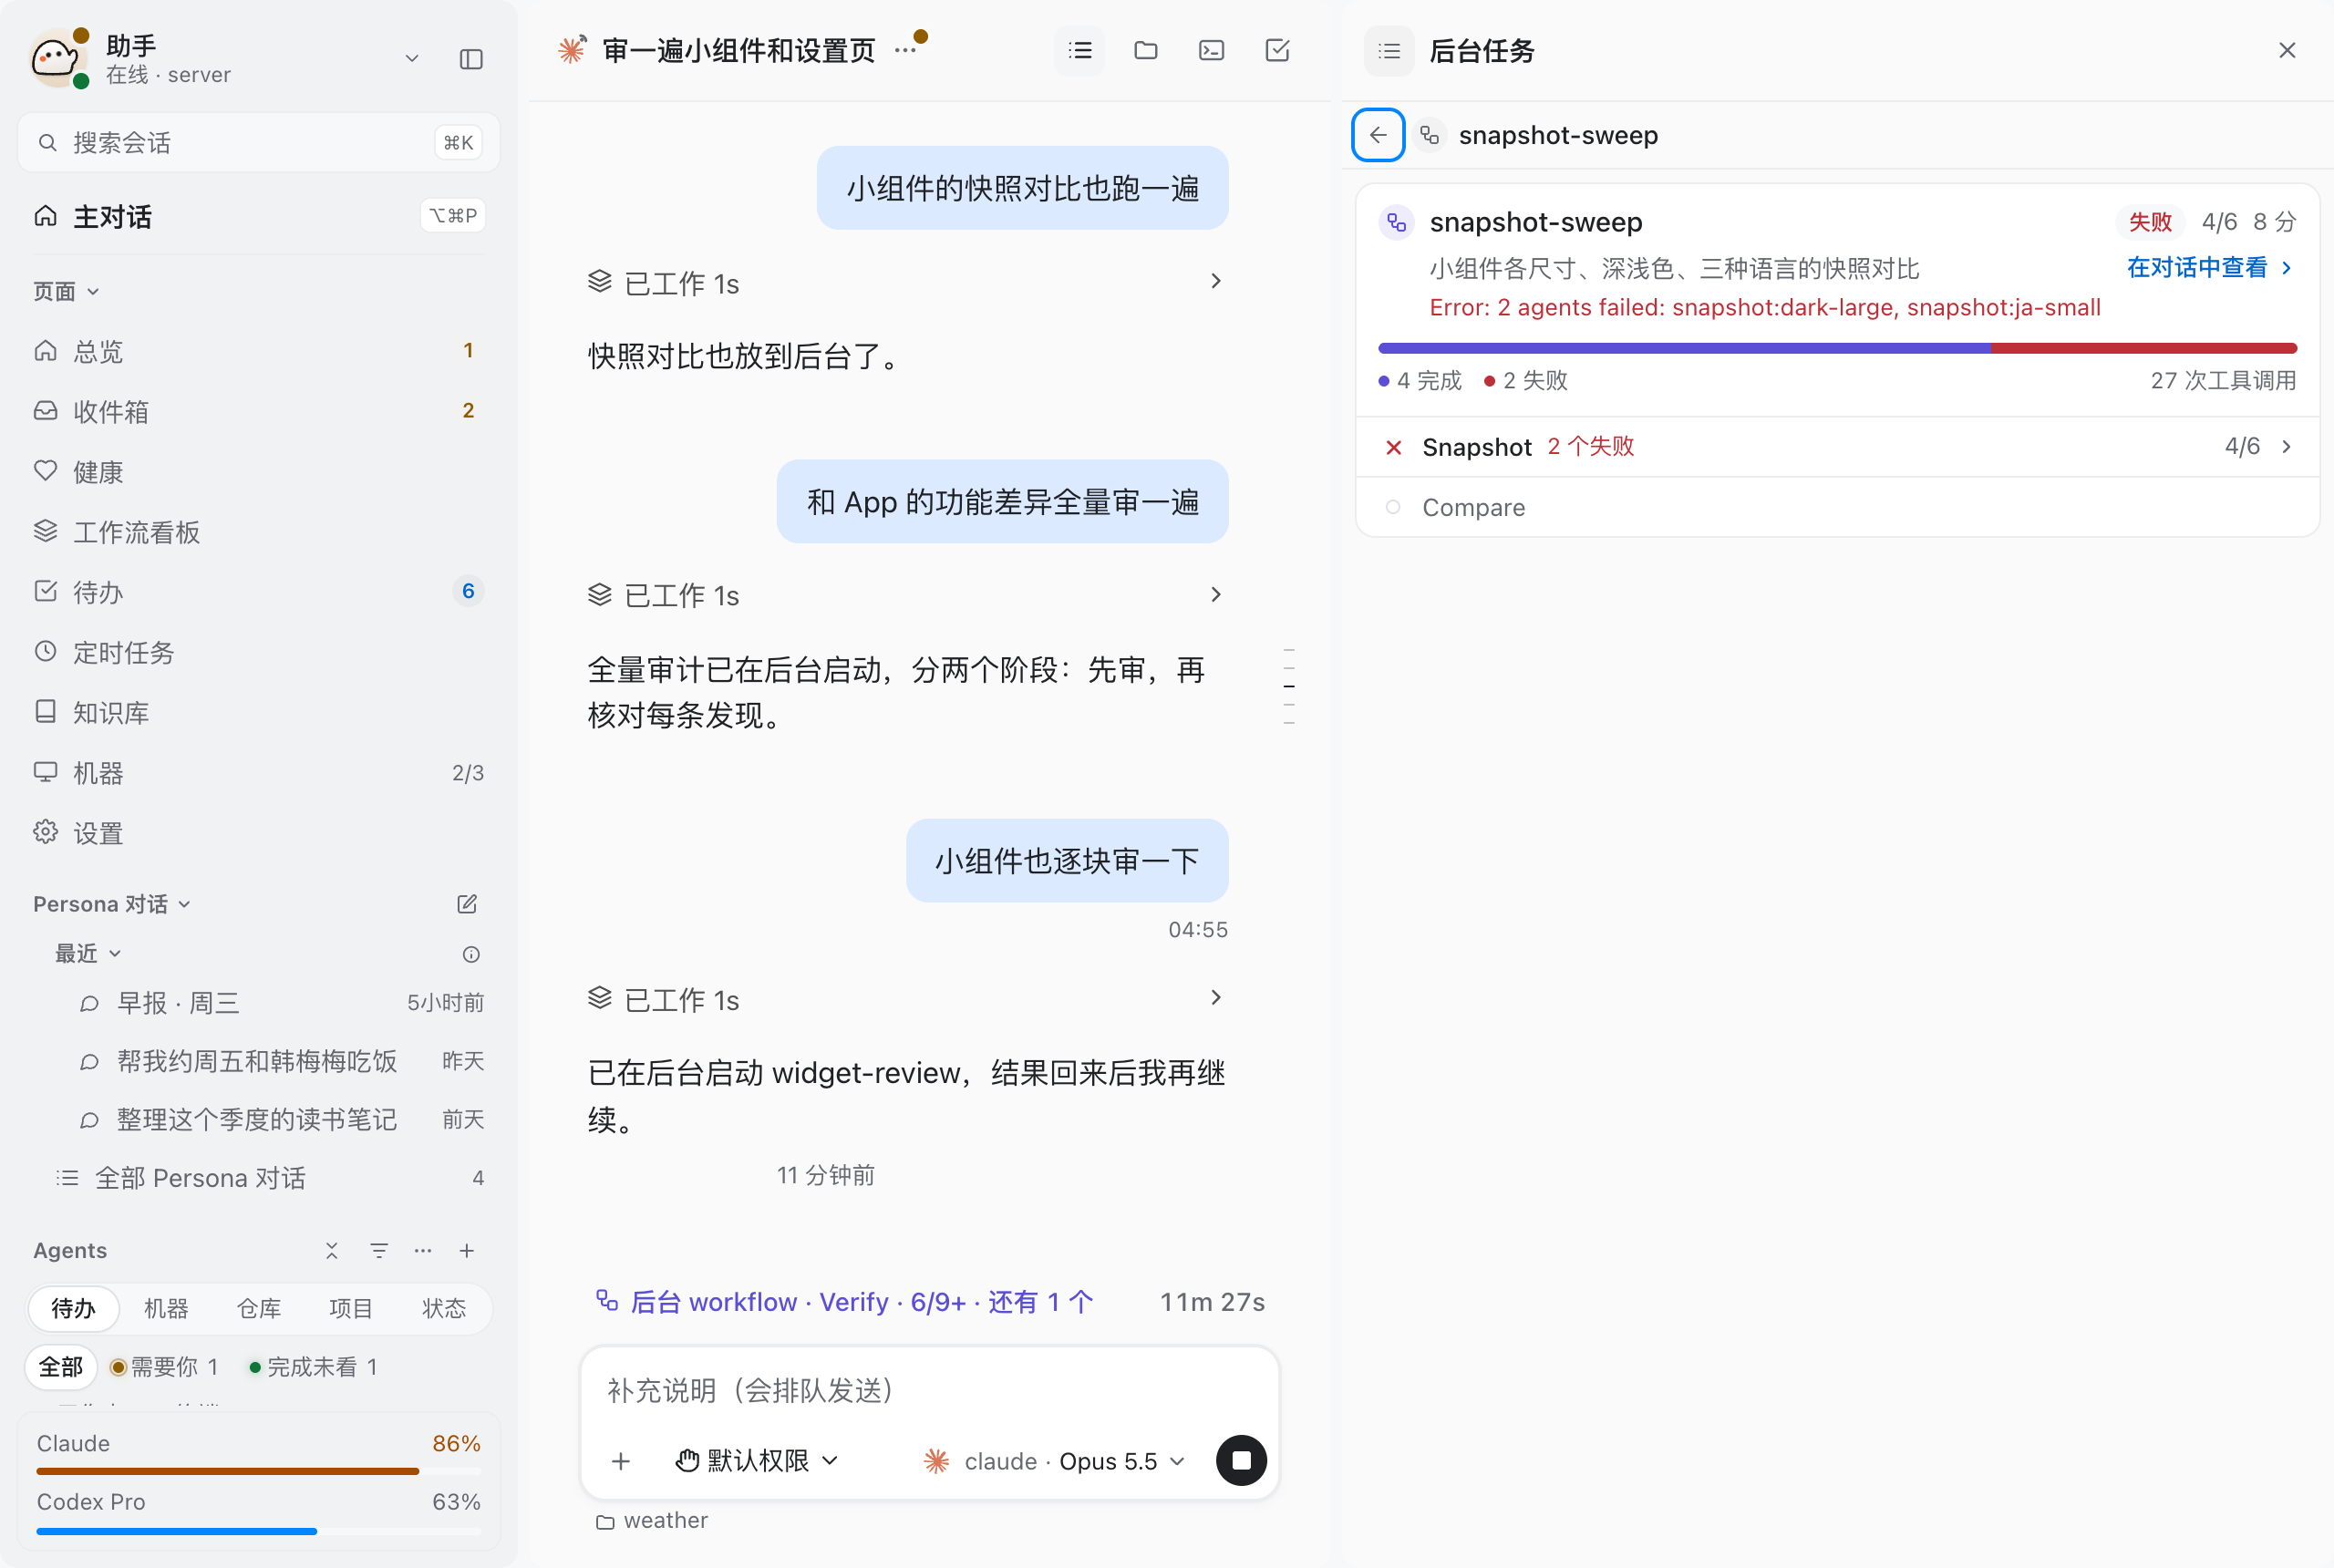 助手
在线 · server
搜索会话
⌘K
主对话
⌥⌘P
页面
总览
1
收件箱
2
健康
工作流看板
待办
6
定时任务
知识库
机器
2/3
设置
Persona 对话
最近
早报 · 周三
5小时前
帮我约周五和韩梅梅吃饭
昨天
整理这个季度的读书笔记
前天
全部 Persona 对话
4
Agents
待办
机器
仓库
项目
状态
全部
需要你 1
完成未看 1
Claude
86%
Codex Pro
63%
审一遍小组件和设置页
小组件的快照对比也跑一遍
已工作 1s
快照对比也放到后台了。
和 App 的功能差异全量审一遍
已工作 1s
全量审计已在后台启动，分两个阶段：先审，再
核对每条发现。
小组件也逐块审一下
04:55
已工作 1s
已在后台启动 widget-review，结果回来后我再继
续。
11 分钟前
后台 workflow · Verify · 6/9+ · 还有 1 个
11m 27s
补充说明（会排队发送）
默认权限
claude · Opus 5.5
weather
后台任务
snapshot-sweep
snapshot-sweep
失败
4/6
8 分
小组件各尺寸、深浅色、三种语言的快照对比
在对话中查看
Error: 2 agents failed: snapshot:dark-large, snapshot:ja-small
4 完成
2 失败
27 次工具调用
Snapshot
2 个失败
4/6
Compare